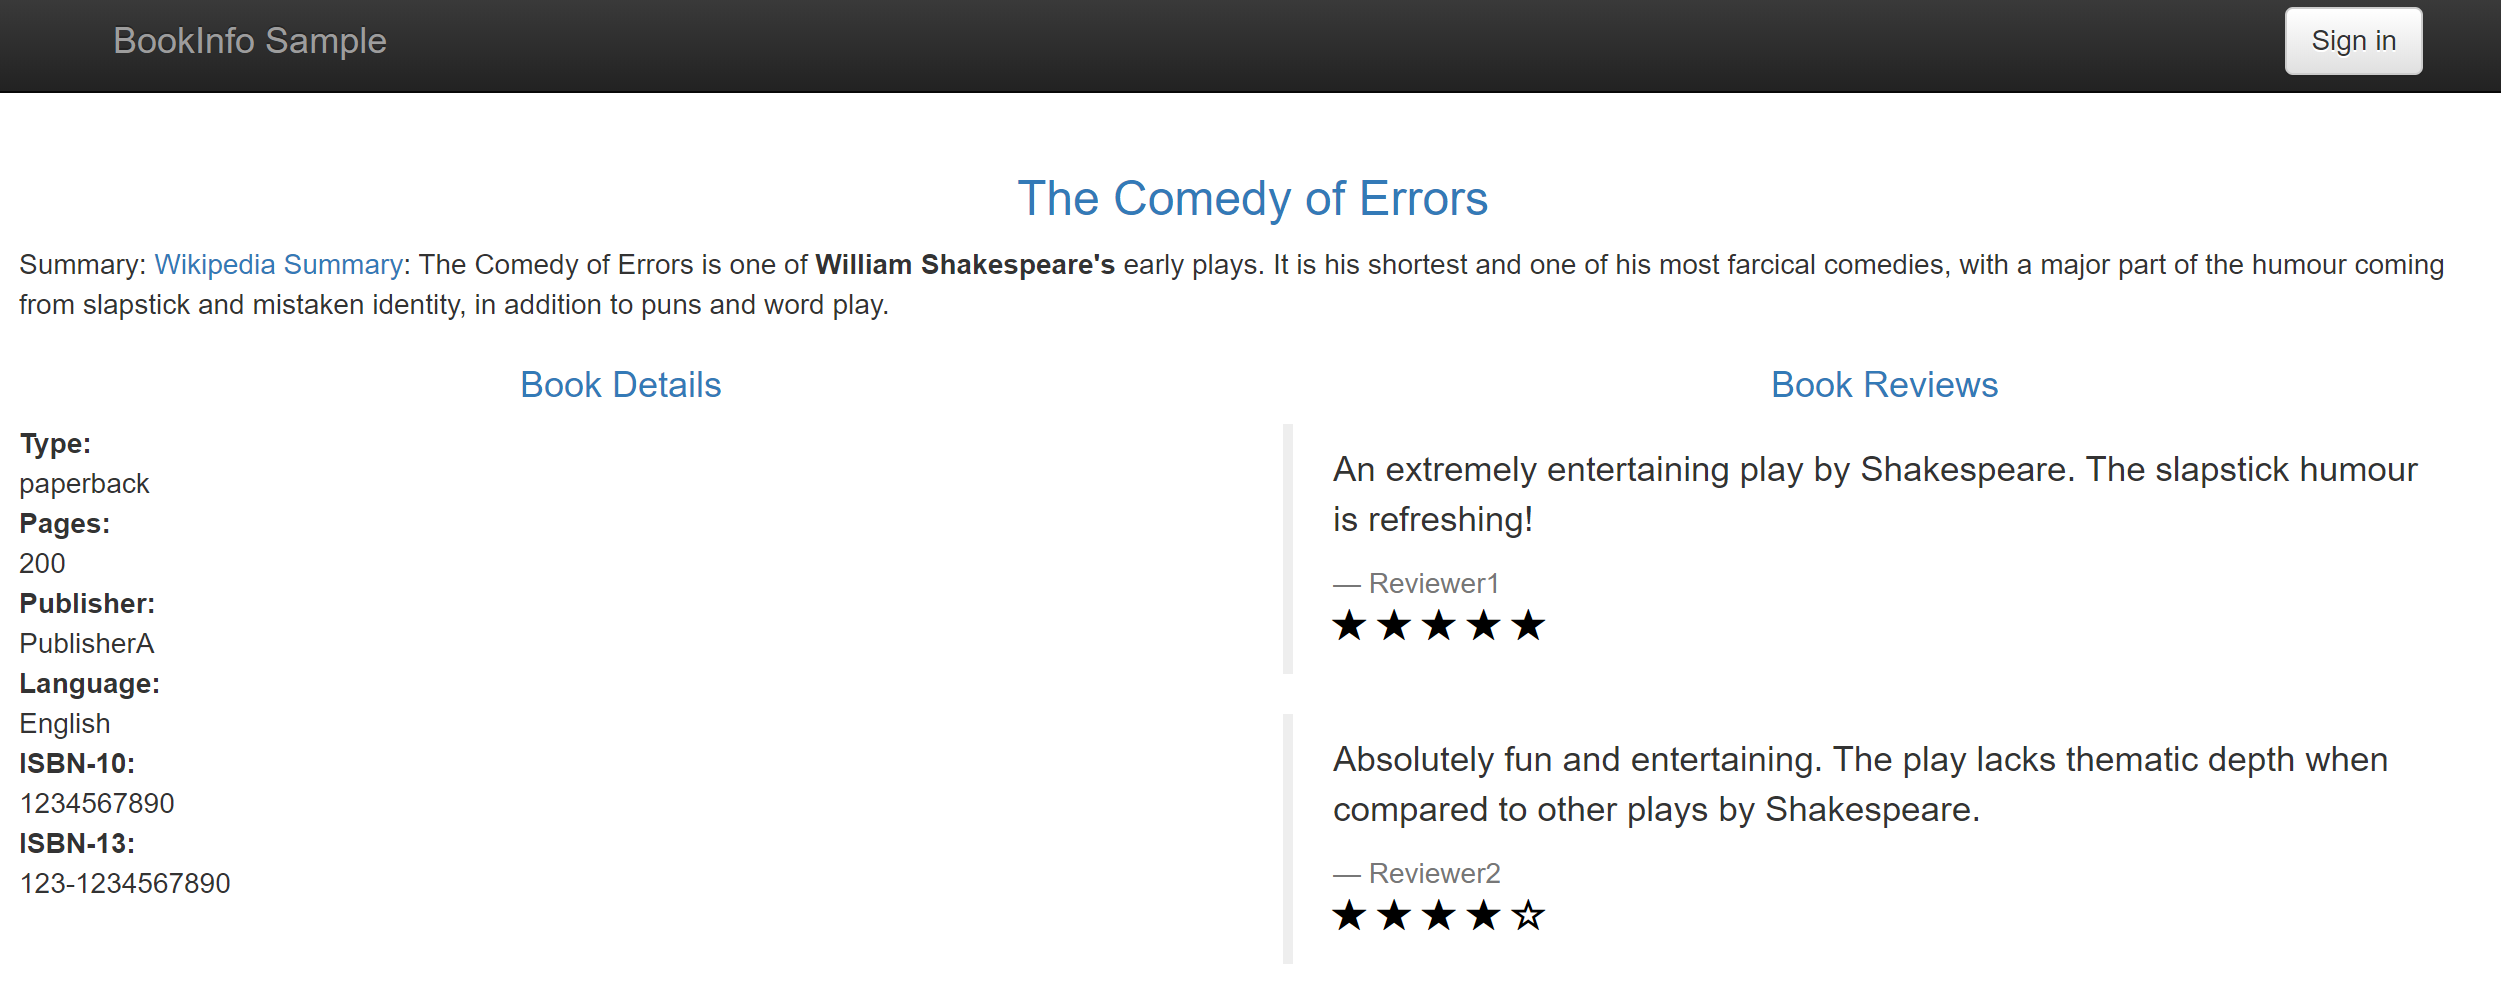 BookInfo Sample
Sign in
The Comedy of Errors
Summary: Wikipedia Summary: The Comedy of Errors is one of William Shakespeare's early plays. It is his shortest and one of his most farcical comedies, with a major part of the humour coming
from slapstick and mistaken identity, in addition to puns and word play.
Book Details
Type:
paperback
Pages:
200
Publisher:
PublisherA
Language:
English
ISBN-10:
1234567890
ISBN-13:
123-1234567890
Book Reviews
An extremely entertaining play by Shakespeare. The slapstick humour
is refreshing!
— Reviewer1
★ ★ ★ ★ ★
Absolutely fun and entertaining. The play lacks thematic depth when
compared to other plays by Shakespeare.
— Reviewer2
★ ★ ★ ★ ☆